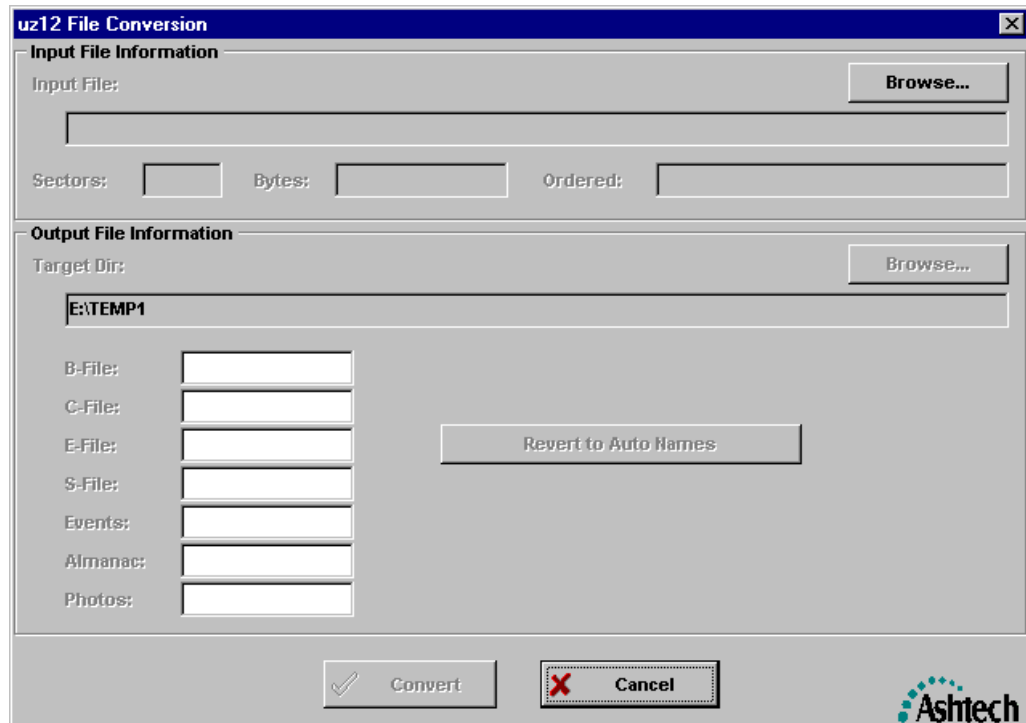 uz12 File Conversion
Input File Information
Input File:
Browse...
Sectors:
Bytes:
Ordered:
Output File Information
Target Dir:
Browse...
E:\TEMP1
B-File:
C-File:
E-File:
Revert to Auto Names
S-File:
Events:
Almanac:
Photos:
Convert
Cancel
Ashtech